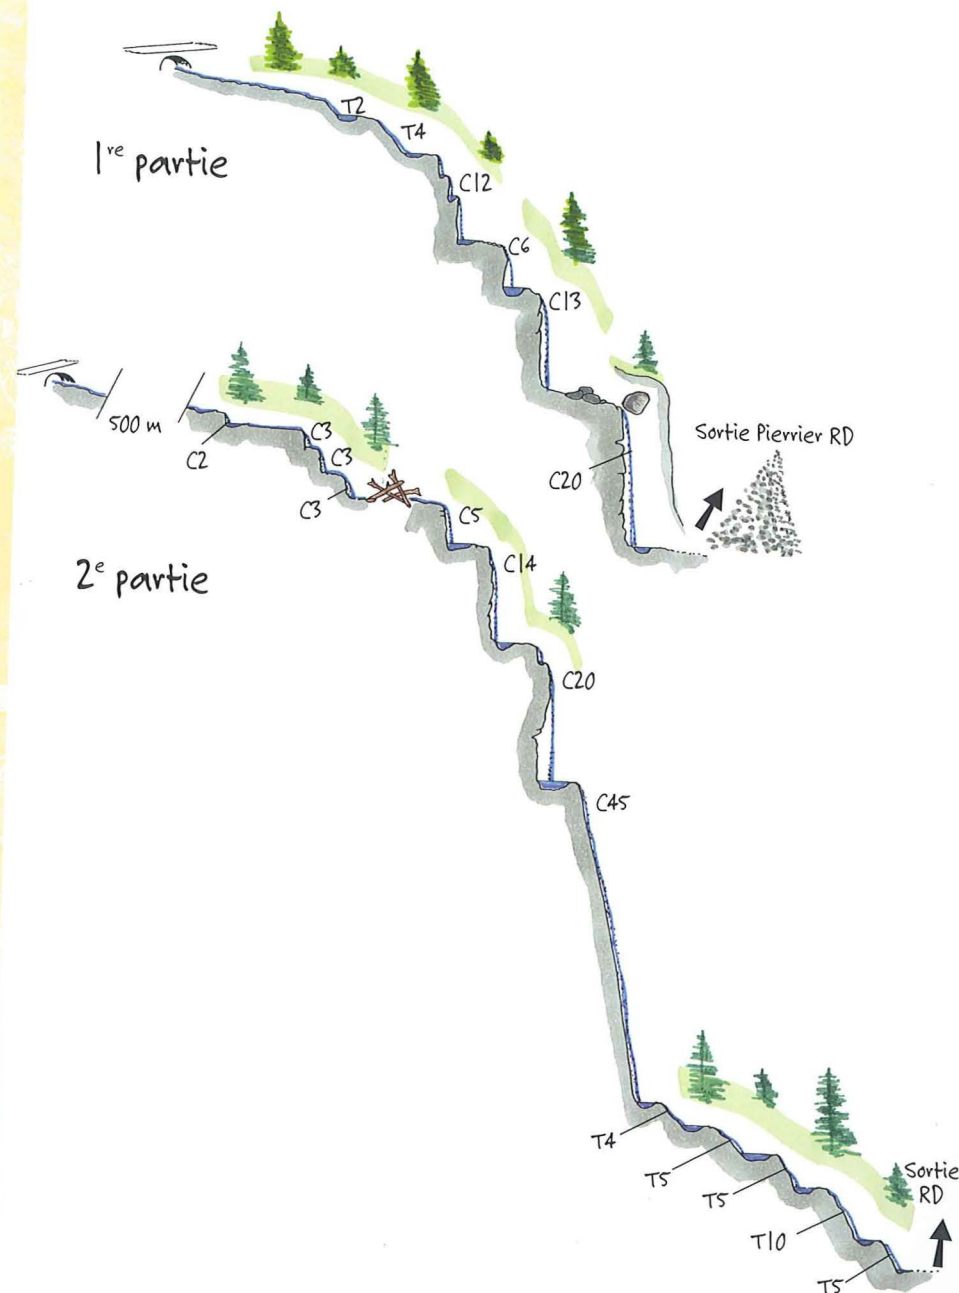 1re partie
T2
T4
C12
C6
C13
C20
Sortie Pierrier RD
2e partie
500 m
C2
C3
C3
C3
C5
C14
C20
C45
T4
T5
T5
T10
T5
Sortie
RD